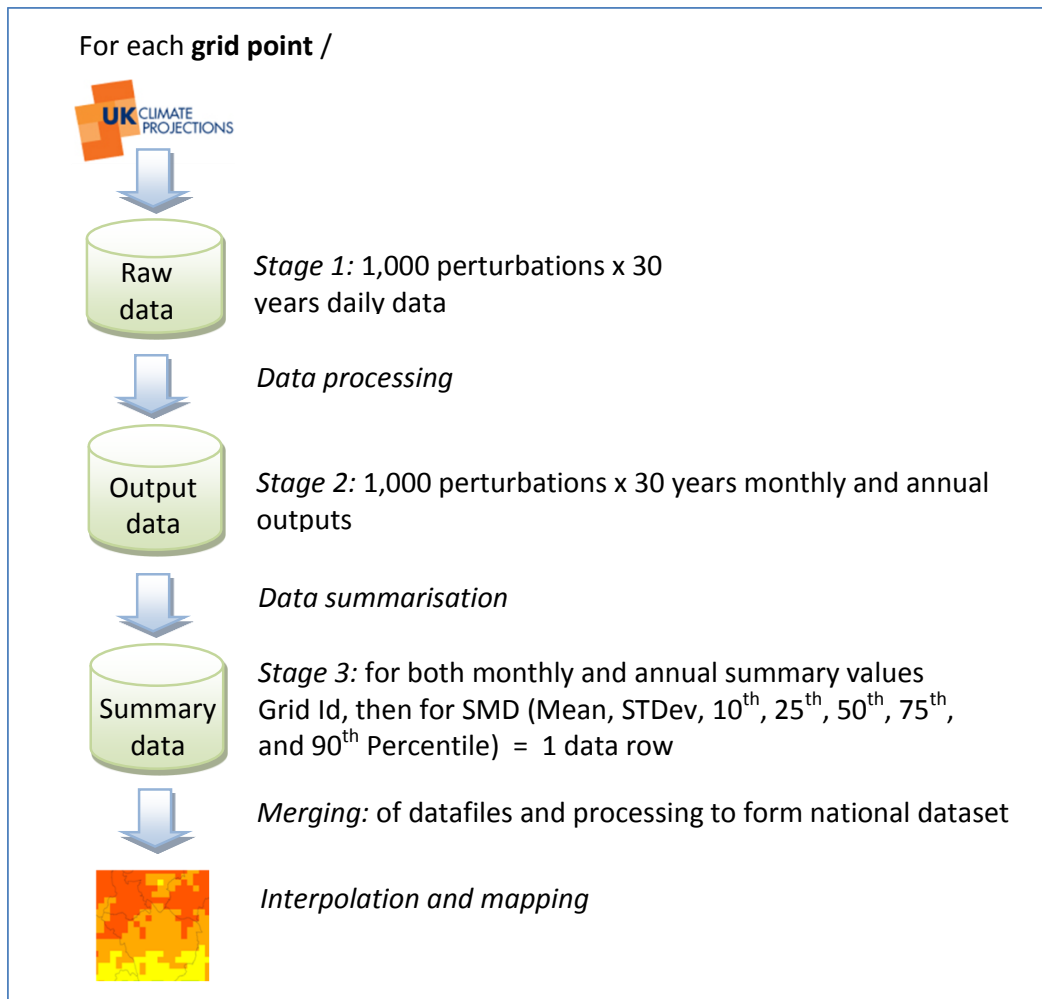 For each grid point /
UK CLIMATE
PROJECTIONS
Raw
data
Stage 1: 1,000 perturbations x 30
years daily data
Data processing
Output
data
Stage 2: 1,000 perturbations x 30 years monthly and annual
outputs
Data summarisation
Summary
data
Stage 3: for both monthly and annual summary values
Grid Id, then for SMD (Mean, STDev, 10th, 25th, 50th, 75th,
and 90th Percentile) = 1 data row
Merging: of datafiles and processing to form national dataset
Interpolation and mapping